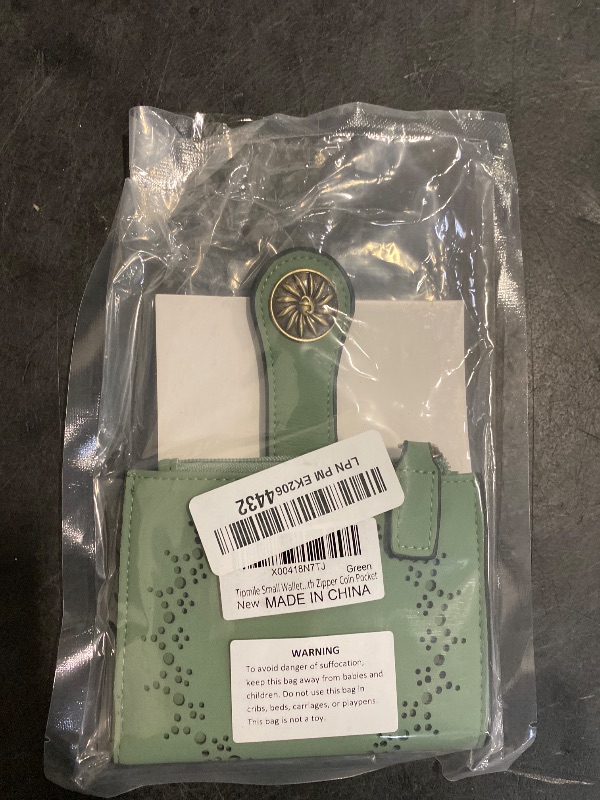 LPN PM EK2064432
X00418N7TJ Green
Tipmile Small Wallet...th Zipper Coin Pocket
New MADE IN CHINA
WARNING
To avoid danger of suffocation,
keep this bag away from babies and
children. Do not use this bag in
cribs, beds, carriages, or playpens.
This bag is not a toy.